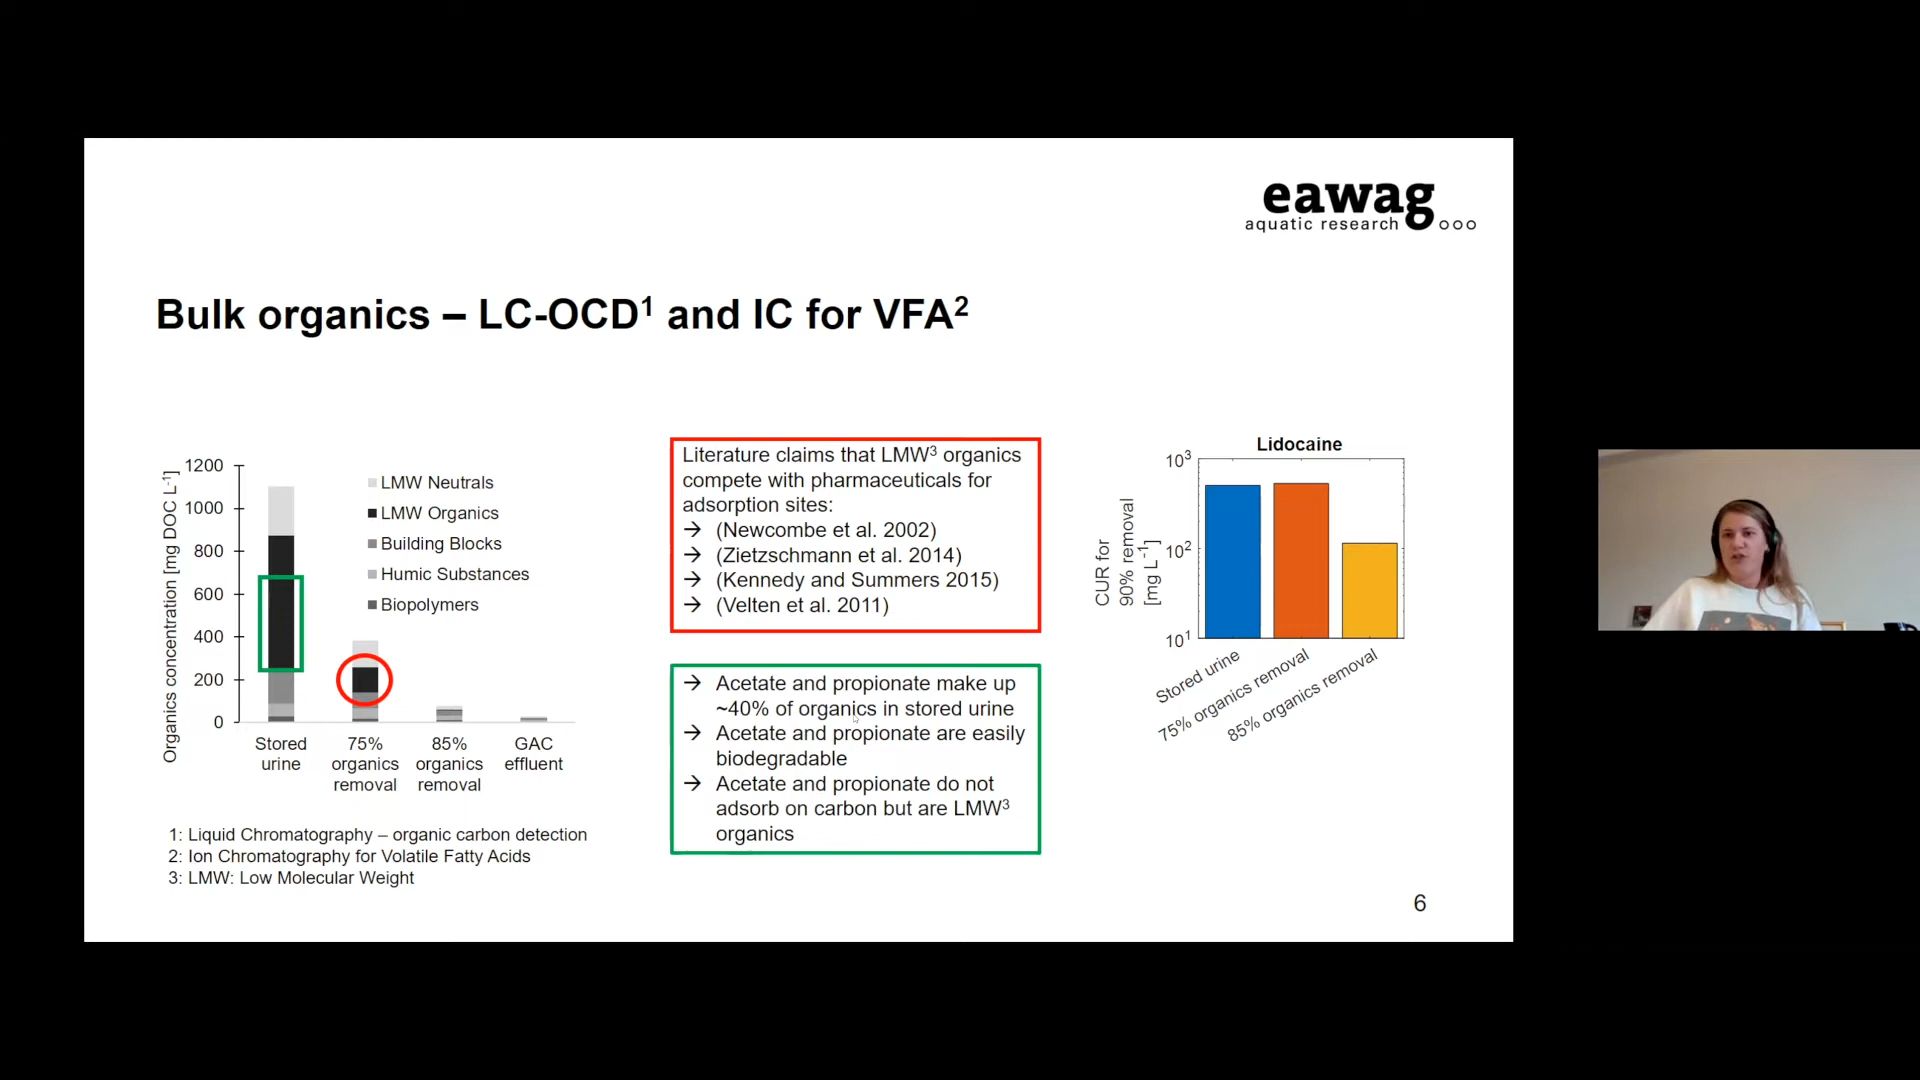 eawag
aquatic research
Bulk organics – LC-OCD¹ and IC for VFA²
Organics concentration [mg DOC L⁻¹]
1200
1000
800
600
400
200
0
LMW Neutrals
LMW Organics
Building Blocks
Humic Substances
Biopolymers
Stored urine
75% organics removal
85% organics removal
GAC effluent
1: Liquid Chromatography – organic carbon detection
2: Ion Chromatography for Volatile Fatty Acids
3: LMW: Low Molecular Weight
Literature claims that LMW³ organics
compete with pharmaceuticals for
adsorption sites:
→ (Newcombe et al. 2002)
→ (Zietzschmann et al. 2014)
→ (Kennedy and Summers 2015)
→ (Velten et al. 2011)
→ Acetate and propionate make up
~40% of organics in stored urine
→ Acetate and propionate are easily
biodegradable
→ Acetate and propionate do not
adsorb on carbon but are LMW³
organics
Lidocaine
CUR for
90% removal
[mg L⁻¹]
10³
10²
10¹
Stored urine
75% organics removal
85% organics removal
6